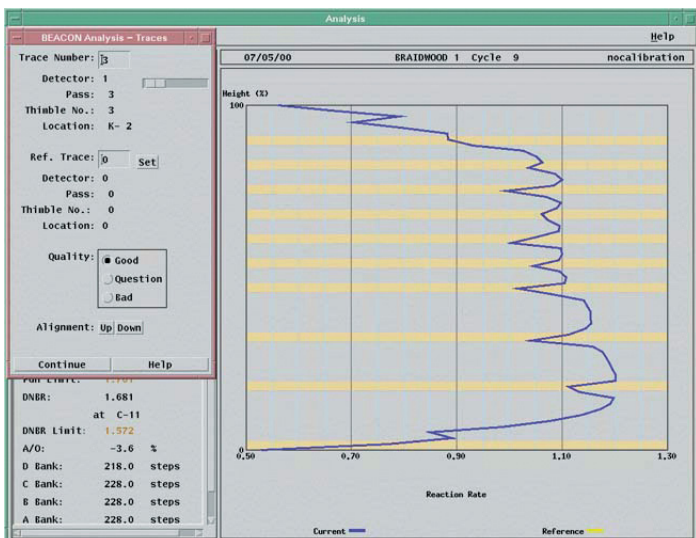 Analysis
Help
BEACON Analysis – Traces
Trace Number: 3
Detector: 1
Pass: 3
Thimble No.: 3
Location: K- 2
Ref. Trace: 0 Set
Detector: 0
Pass: 0
Thimble No.: 0
Location: 0
Quality: Good
Question
Bad
Alignment: Up Down
Continue Help
DNBR: 1.681
at C-11
DNBR Limit: 1.572
A/O: -3.6 %
D Bank: 218.0 steps
C Bank: 228.0 steps
B Bank: 228.0 steps
A Bank: 228.0 steps
07/05/00 BRAIDWOOD 1 Cycle 9 nocalibration
Height (%)
100
0
0.50 0.70 0.90 1.10 1.30
Reaction Rate
Current Reference